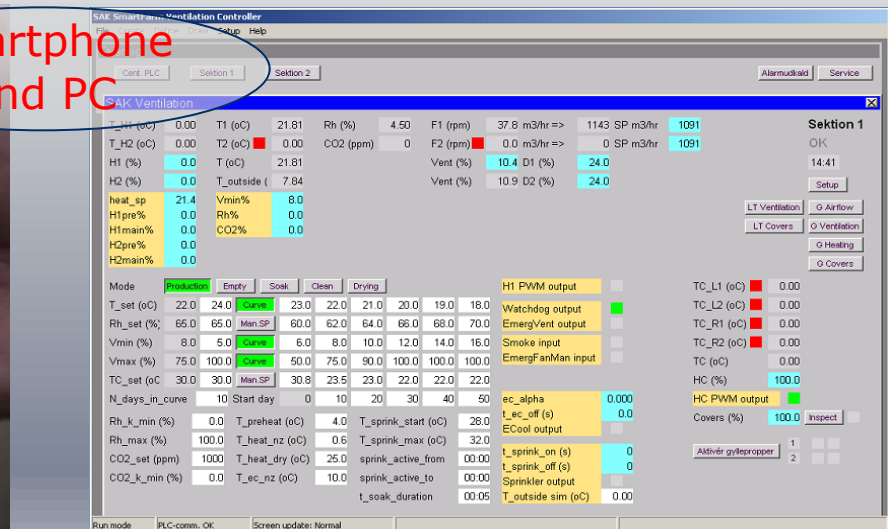 SAK SmartFarm Ventilation Controller
Setup Help
artphone
nd PC
Cent. PLC Sektion 1 Sektion 2 Alarmudkald Service
SAK Ventilation
T_H1 (oC) 0.00 T1 (oC) 21.81 Rh (%) 4.50 F1 (rpm) 37.8 m3/hr => 1143 SP m3/hr 1091 Sektion 1
T_H2 (oC) 0.00 T2 (oC) 0.00 CO2 (ppm) 0 F2 (rpm) 0.0 m3/hr => 0 SP m3/hr 1091 OK
H1 (%) 0.0 T (oC) 21.81 Vent (%) 10.4 D1 (%) 24.0 14:41
H2 (%) 0.0 T_outside ( 7.84 Vent (%) 10.9 D2 (%) 24.0 Setup
heat_sp 21.4 Vmin% 8.0 LT Ventilation G Airflow
H1pre% 0.0 Rh% 0.0
H1main% 0.0 CO2% 0.0 LT Covers G Ventilation
H2pre% 0.0 G Heating
H2main% 0.0 G Covers
Mode Production Empty Soak Clean Drying H1 PWM output TC_L1 (oC) 0.00
T_set (oC) 22.0 24.0 Curve 23.0 22.0 21.0 20.0 19.0 18.0 Watchdog output TC_L2 (oC) 0.00
Rh_set (%) 65.0 65.0 Man.SP 60.0 62.0 64.0 66.0 68.0 70.0 EmergVent output TC_R1 (oC) 0.00
Vmin (%) 8.0 5.0 Curve 6.0 8.0 10.0 12.0 14.0 16.0 Smoke input TC_R2 (oC) 0.00
Vmax (%) 75.0 100.0 Curve 50.0 75.0 90.0 100.0 100.0 100.0 EmergFanMan input TC (oC) 0.00
TC_set (oC 30.0 30.0 Man.SP 30.8 23.5 23.0 22.0 22.0 22.0 HC (%) 100.0
N_days_in_curve 10 Start day 0 10 20 30 40 50 ec_alpha 0.000 HC PWM output
Rh_k_min (%) 0.0 T_preheat (oC) 4.0 T_sprink_start (oC) 28.0 t_ec_off (s) 0.0 Covers (%) 100.0 Inspect
Rh_max (%) 100.0 T_heat_nz (oC) 0.6 T_sprink_max (oC) 32.0 ECool output
CO2_set (ppm) 1000 T_heat_dry (oC) 25.0 sprink_active_from 00:00 t_sprink_on (s) 0 Aktivér gyllepropper 1
CO2_k_min (%) 0.0 T_ec_nz (oC) 10.0 sprink_active_to 00:00 t_sprink_off (s) 0 2
Sprinkler output
t_soak_duration 00:05 T_outside sim (oC) 0.00
Run mode PLC-comm. OK Screen update: Normal